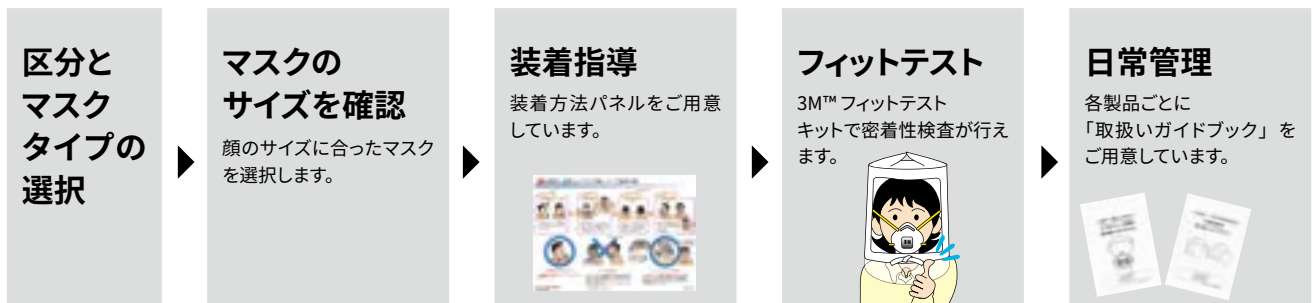 区分と
マスク
タイプの
選択
マスクの
サイズを確認
顔のサイズに合ったマスク
を選択します。
装着指導
装着方法パネルをご用意
しています。
フィットテスト
3M™ フィットテスト
キットで密着性検査が行え
ます。
3M
日常管理
各製品ごとに
「取扱いガイドブック」を
ご用意しています。